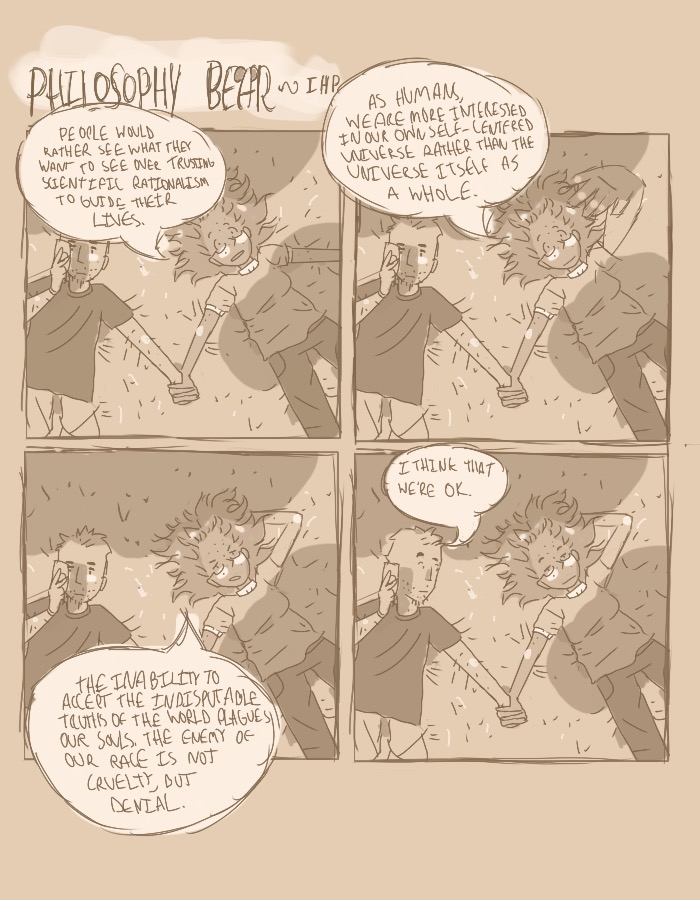 PHILOSOPHY BEAR ~ IHP
PEOPLE WOULD
RATHER SEE WHAT THEY
WANT TO SEE OVER TRUSTING
SCIENTIFIC RATIONALISM
TO GUIDE THEIR
LIVES.
AS HUMANS,
WE ARE MORE INTERESTED
IN OUR OWN SELF-CENTERED
UNIVERSE RATHER THAN THE
UNIVERSE ITSELF AS
A WHOLE.
THE INABILITY TO
ACCEPT THE INDISPUTABLE
TRUTHS OF THE WORLD PLAGUES
OUR SOULS. THE ENEMY OF
OUR RACE IS NOT
CRUELTY, BUT
DENIAL.
I THINK THAT
WE'RE OK.